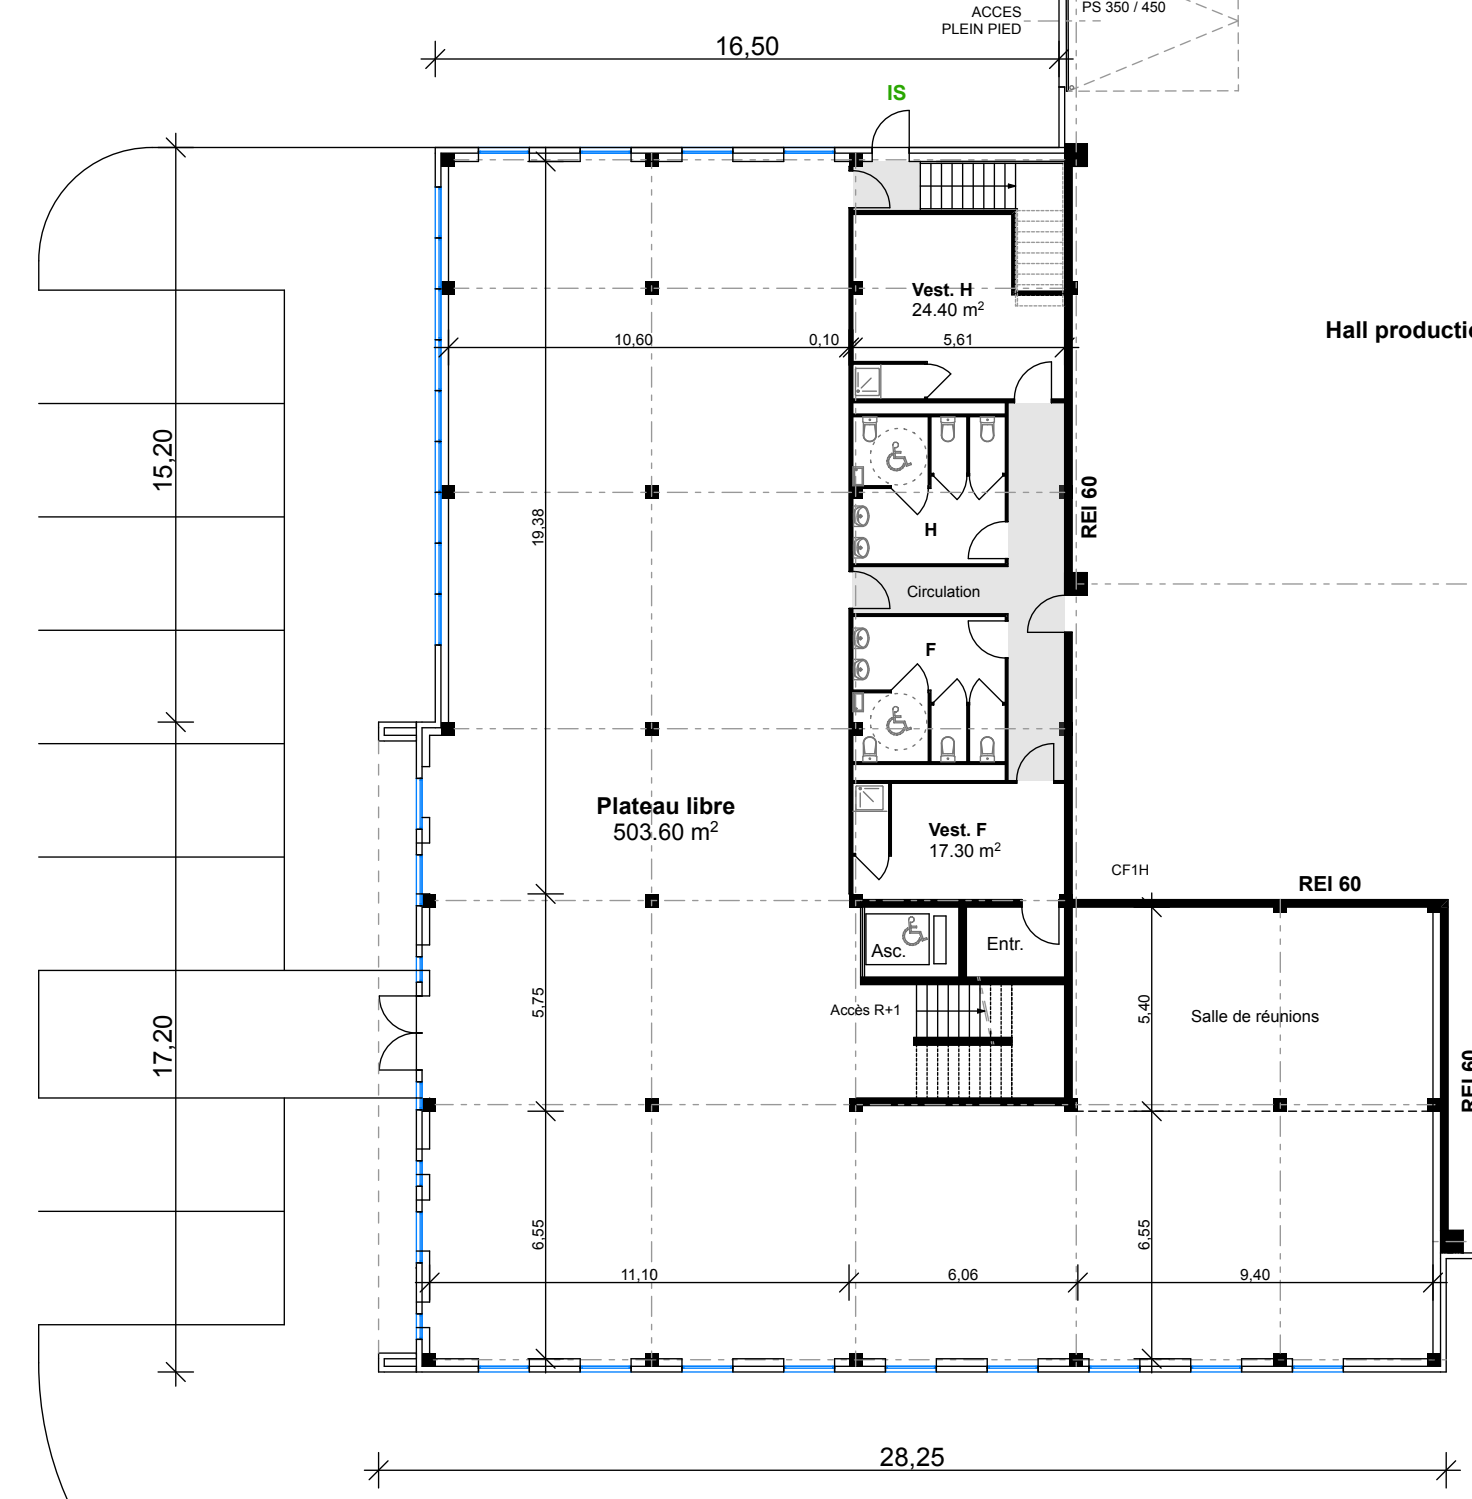 ACCES
PLEIN PIED
PS 350 / 450
16,50
IS
Vest. H
24.40 m²
Hall producti
10,60
0,10
5,61
15,20
19,38
REI 60
H
Circulation
F
Plateau libre
503.60 m²
Vest. F
17.30 m²
CF1H
REI 60
Asc.
Entr.
Accès R+1
5,75
5,40
Salle de réunions
17,20
REI 60
6,55
6,55
11,10
6,06
9,40
28,25